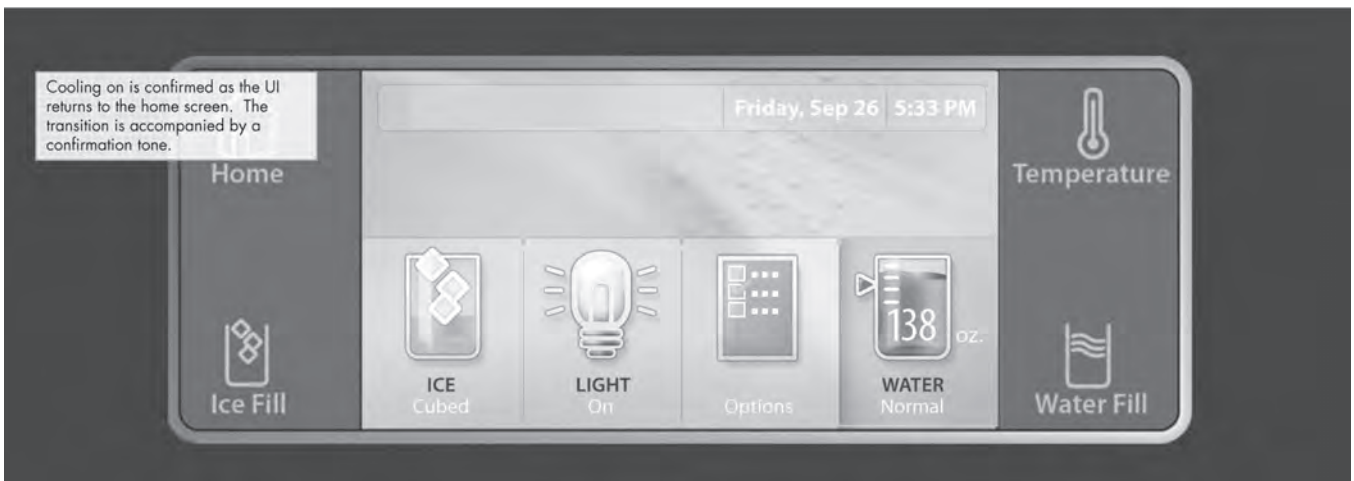 Cooling on is confirmed as the UI
returns to the home screen. The
transition is accompanied by a
confirmation tone.
Friday, Sep 26 5:33 PM
Home
Temperature
138 oz.
ICE
Cubed
LIGHT
On
Options
WATER
Normal
Ice Fill
Water Fill